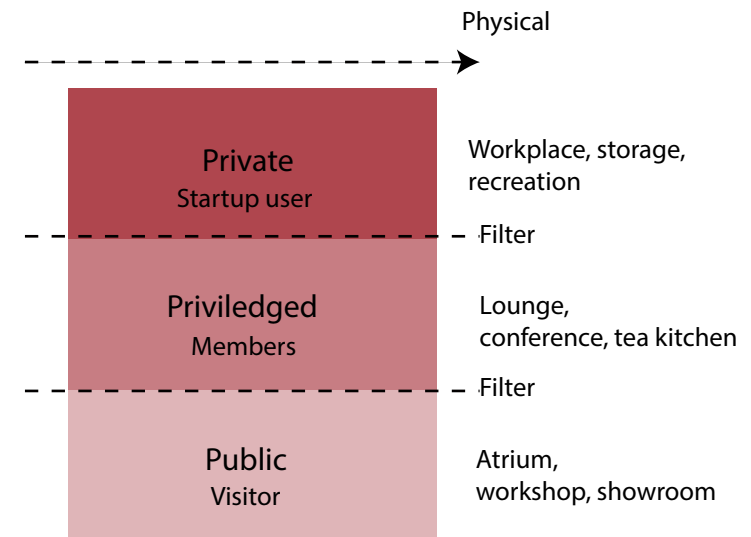 Physical
Private
Startup user
Workplace, storage,
recreation
Filter
Priviledged
Members
Lounge,
conference, tea kitchen
Filter
Public
Visitor
Atrium,
workshop, showroom